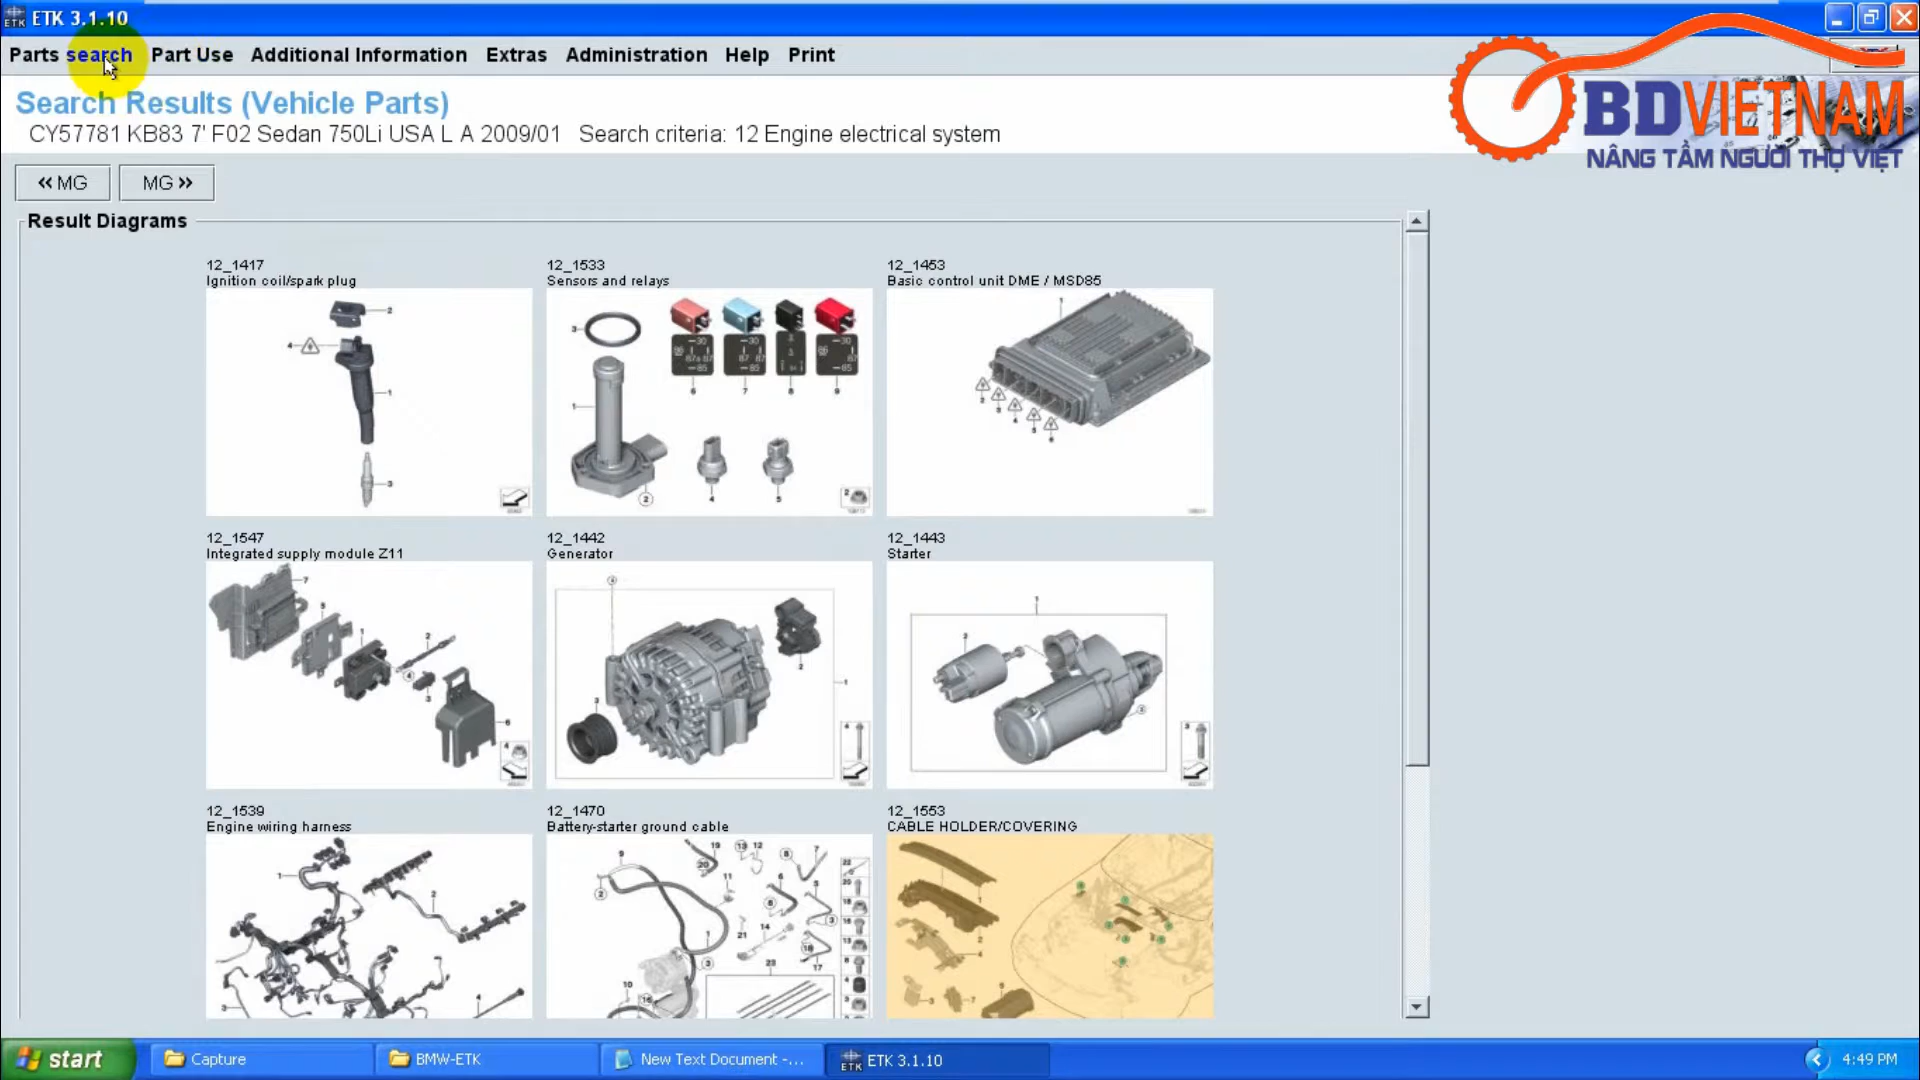 ETK 3.1.10
Parts search Part Use Additional Information Extras Administration Help Print
Search Results (Vehicle Parts)
CY57781 KB83 7' F02 Sedan 750Li USA L A 2009/01 Search criteria: 12 Engine electrical system
BDVIETNAM
NÂNG TẦM NGƯỜI THỢ VIỆT
«MG MG»
Result Diagrams
12_1417
Ignition coil/spark plug
12_1533
Sensors and relays
12_1453
Basic control unit DME / MSD85
12_1547
Integrated supply module Z11
12_1442
Generator
12_1443
Starter
12_1539
Engine wiring harness
12_1470
Battery-starter ground cable
12_1553
CABLE HOLDER/COVERING
start
Capture
BMW-ETK
New Text Document -...
ETK 3.1.10
4:49 PM